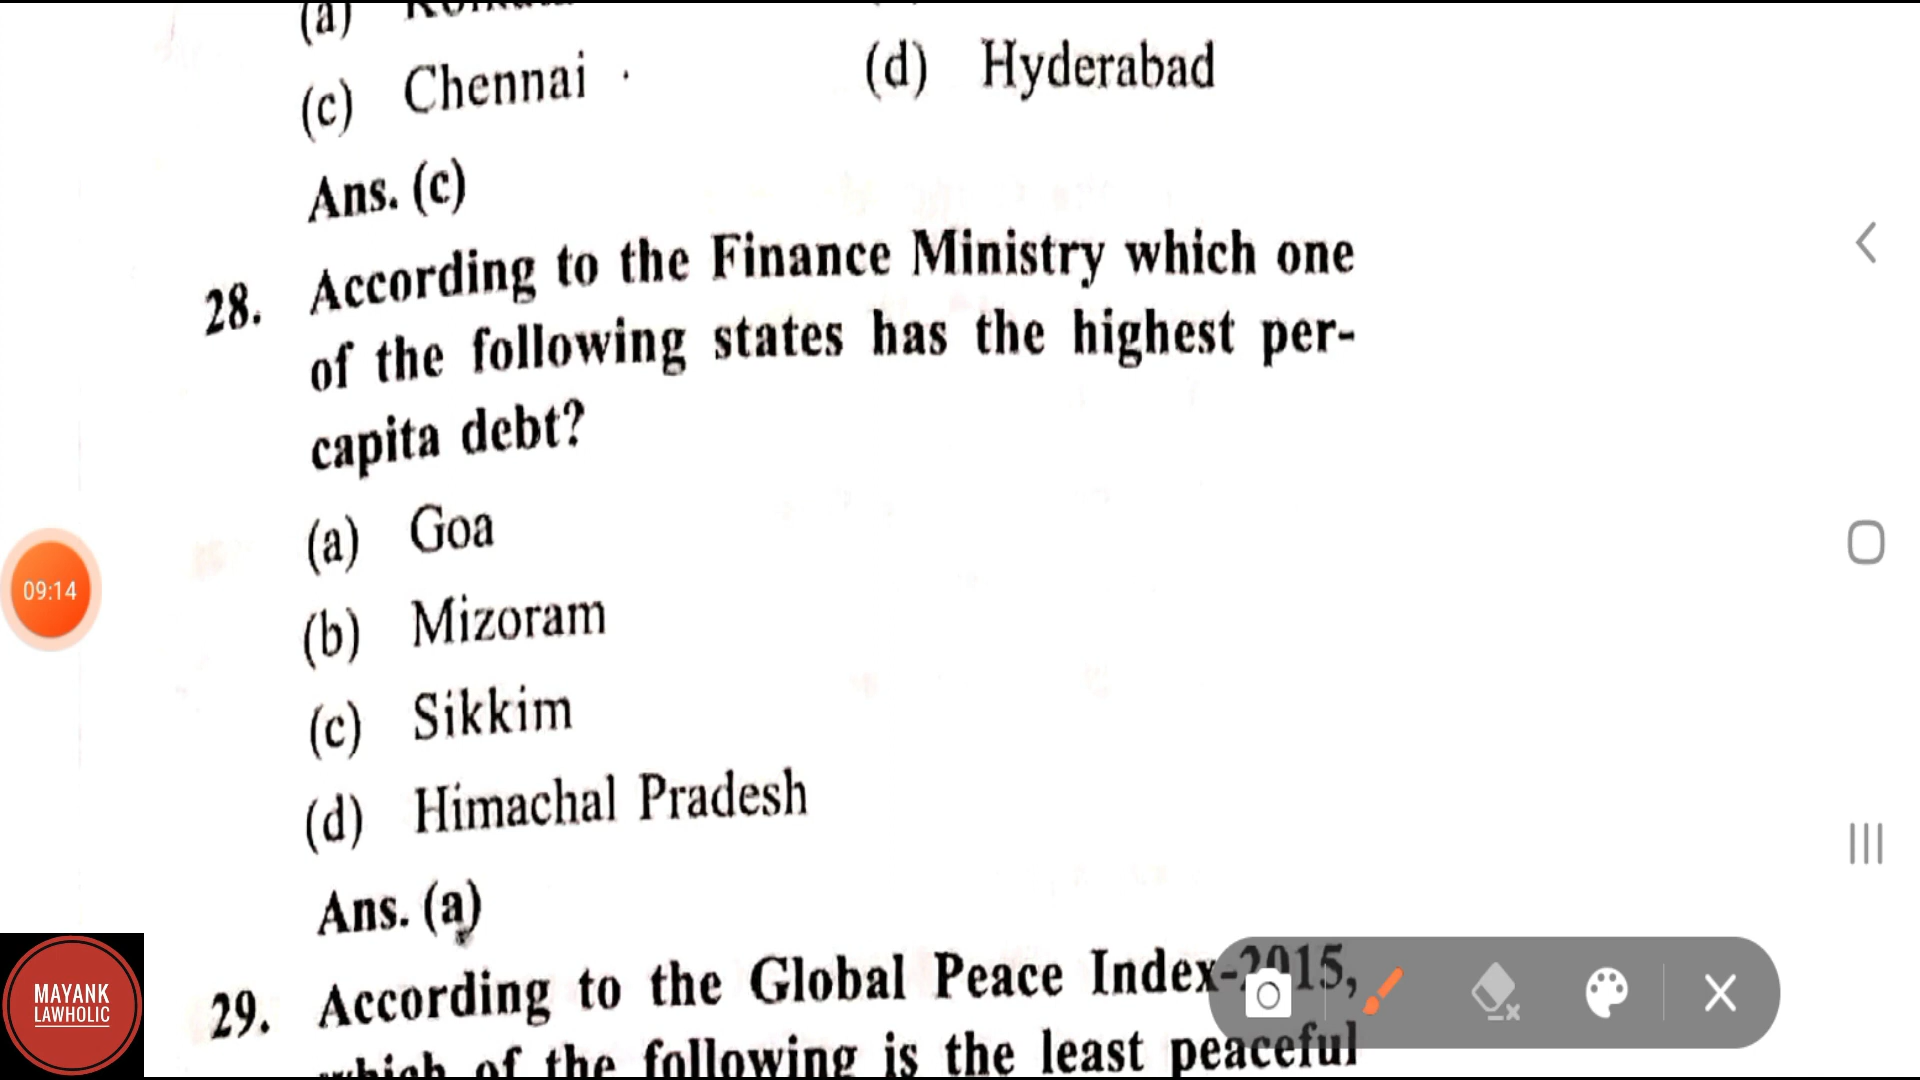 (a)
(c) Chennai (d) Hyderabad
Ans. (c)
28. According to the Finance Ministry which one
of the following states has the highest per-
capita debt?
(a) Goa
(b) Mizoram
(c) Sikkim
(d) Himachal Pradesh
Ans. (a)
29. According to the Global Peace Index-2015,
which of the following is the least peaceful
09:14
MAYANK
LAWHOLIC